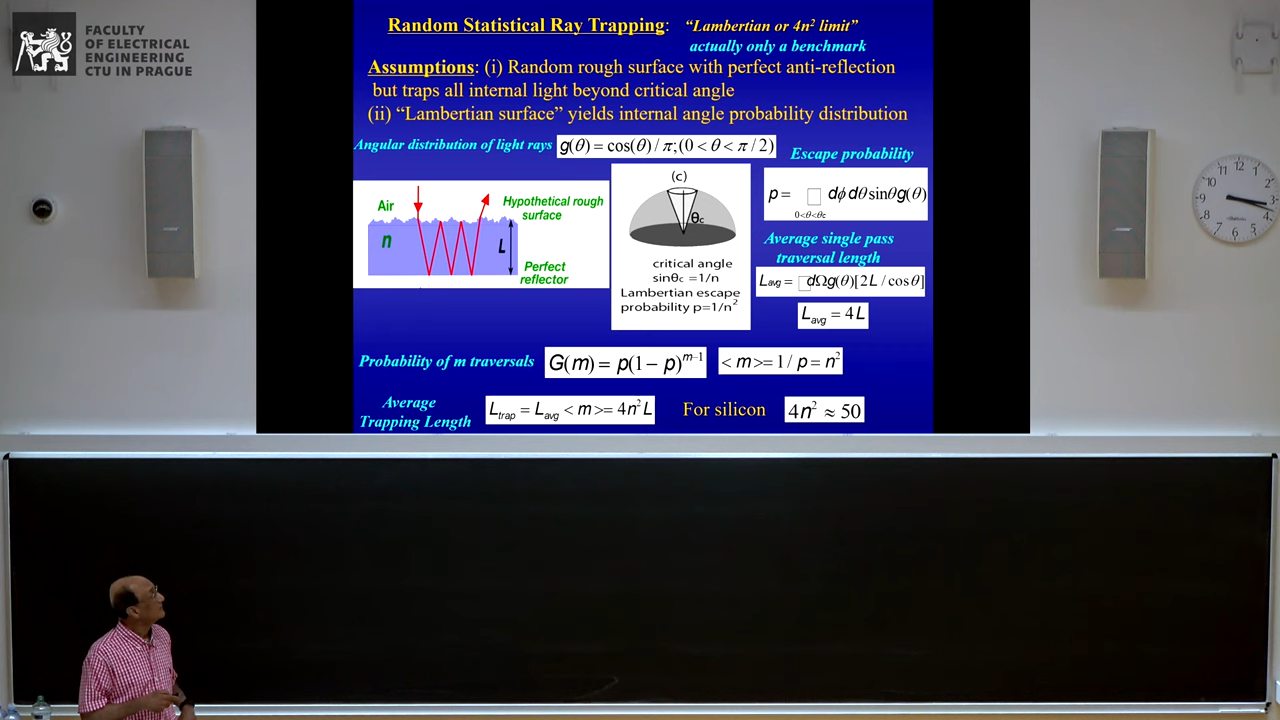 FACULTY
OF ELECTRICAL
ENGINEERING
CTU IN PRAGUE
Random Statistical Ray Trapping: "Lambertian or 4n² limit"
actually only a benchmark
Assumptions: (i) Random rough surface with perfect anti-reflection
but traps all internal light beyond critical angle
(ii) "Lambertian surface" yields internal angle probability distribution
Angular distribution of light rays g(θ) = cos(θ) / π; (0 < θ < π / 2)
Escape probability
p = □ dϕ dθ sinθg(θ)
0<θ<θc
Air
n
Hypothetical rough
surface
L
Perfect
reflector
(c)
θc
critical angle
sinθc =1/n
Lambertian escape
probability p=1/n²
Average single pass
traversal length
Lavg = □dΩg(θ)[2L / cosθ]
Lavg = 4L
Probability of m traversals G(m) = p(1 − p)^m−1 < m >= 1 / p = n²
Average
Trapping Length
Ltrap = Lavg < m >= 4n²L
For silicon 4n² ≈ 50
12
1
2
3
4
5
6
7
8
9
10
11